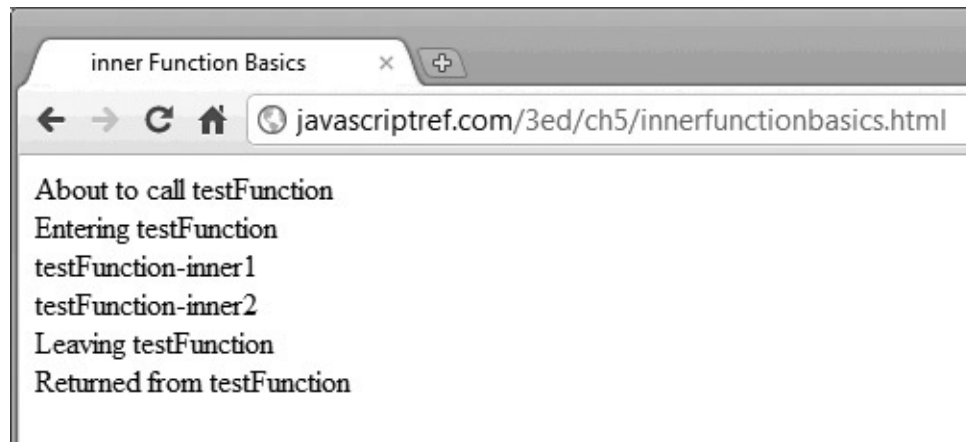 inner Function Basics
javascriptref.com/3ed/ch5/innerfunctionbasics.html
About to call testFunction
Entering testFunction
testFunction-inner1
testFunction-inner2
Leaving testFunction
Returned from testFunction